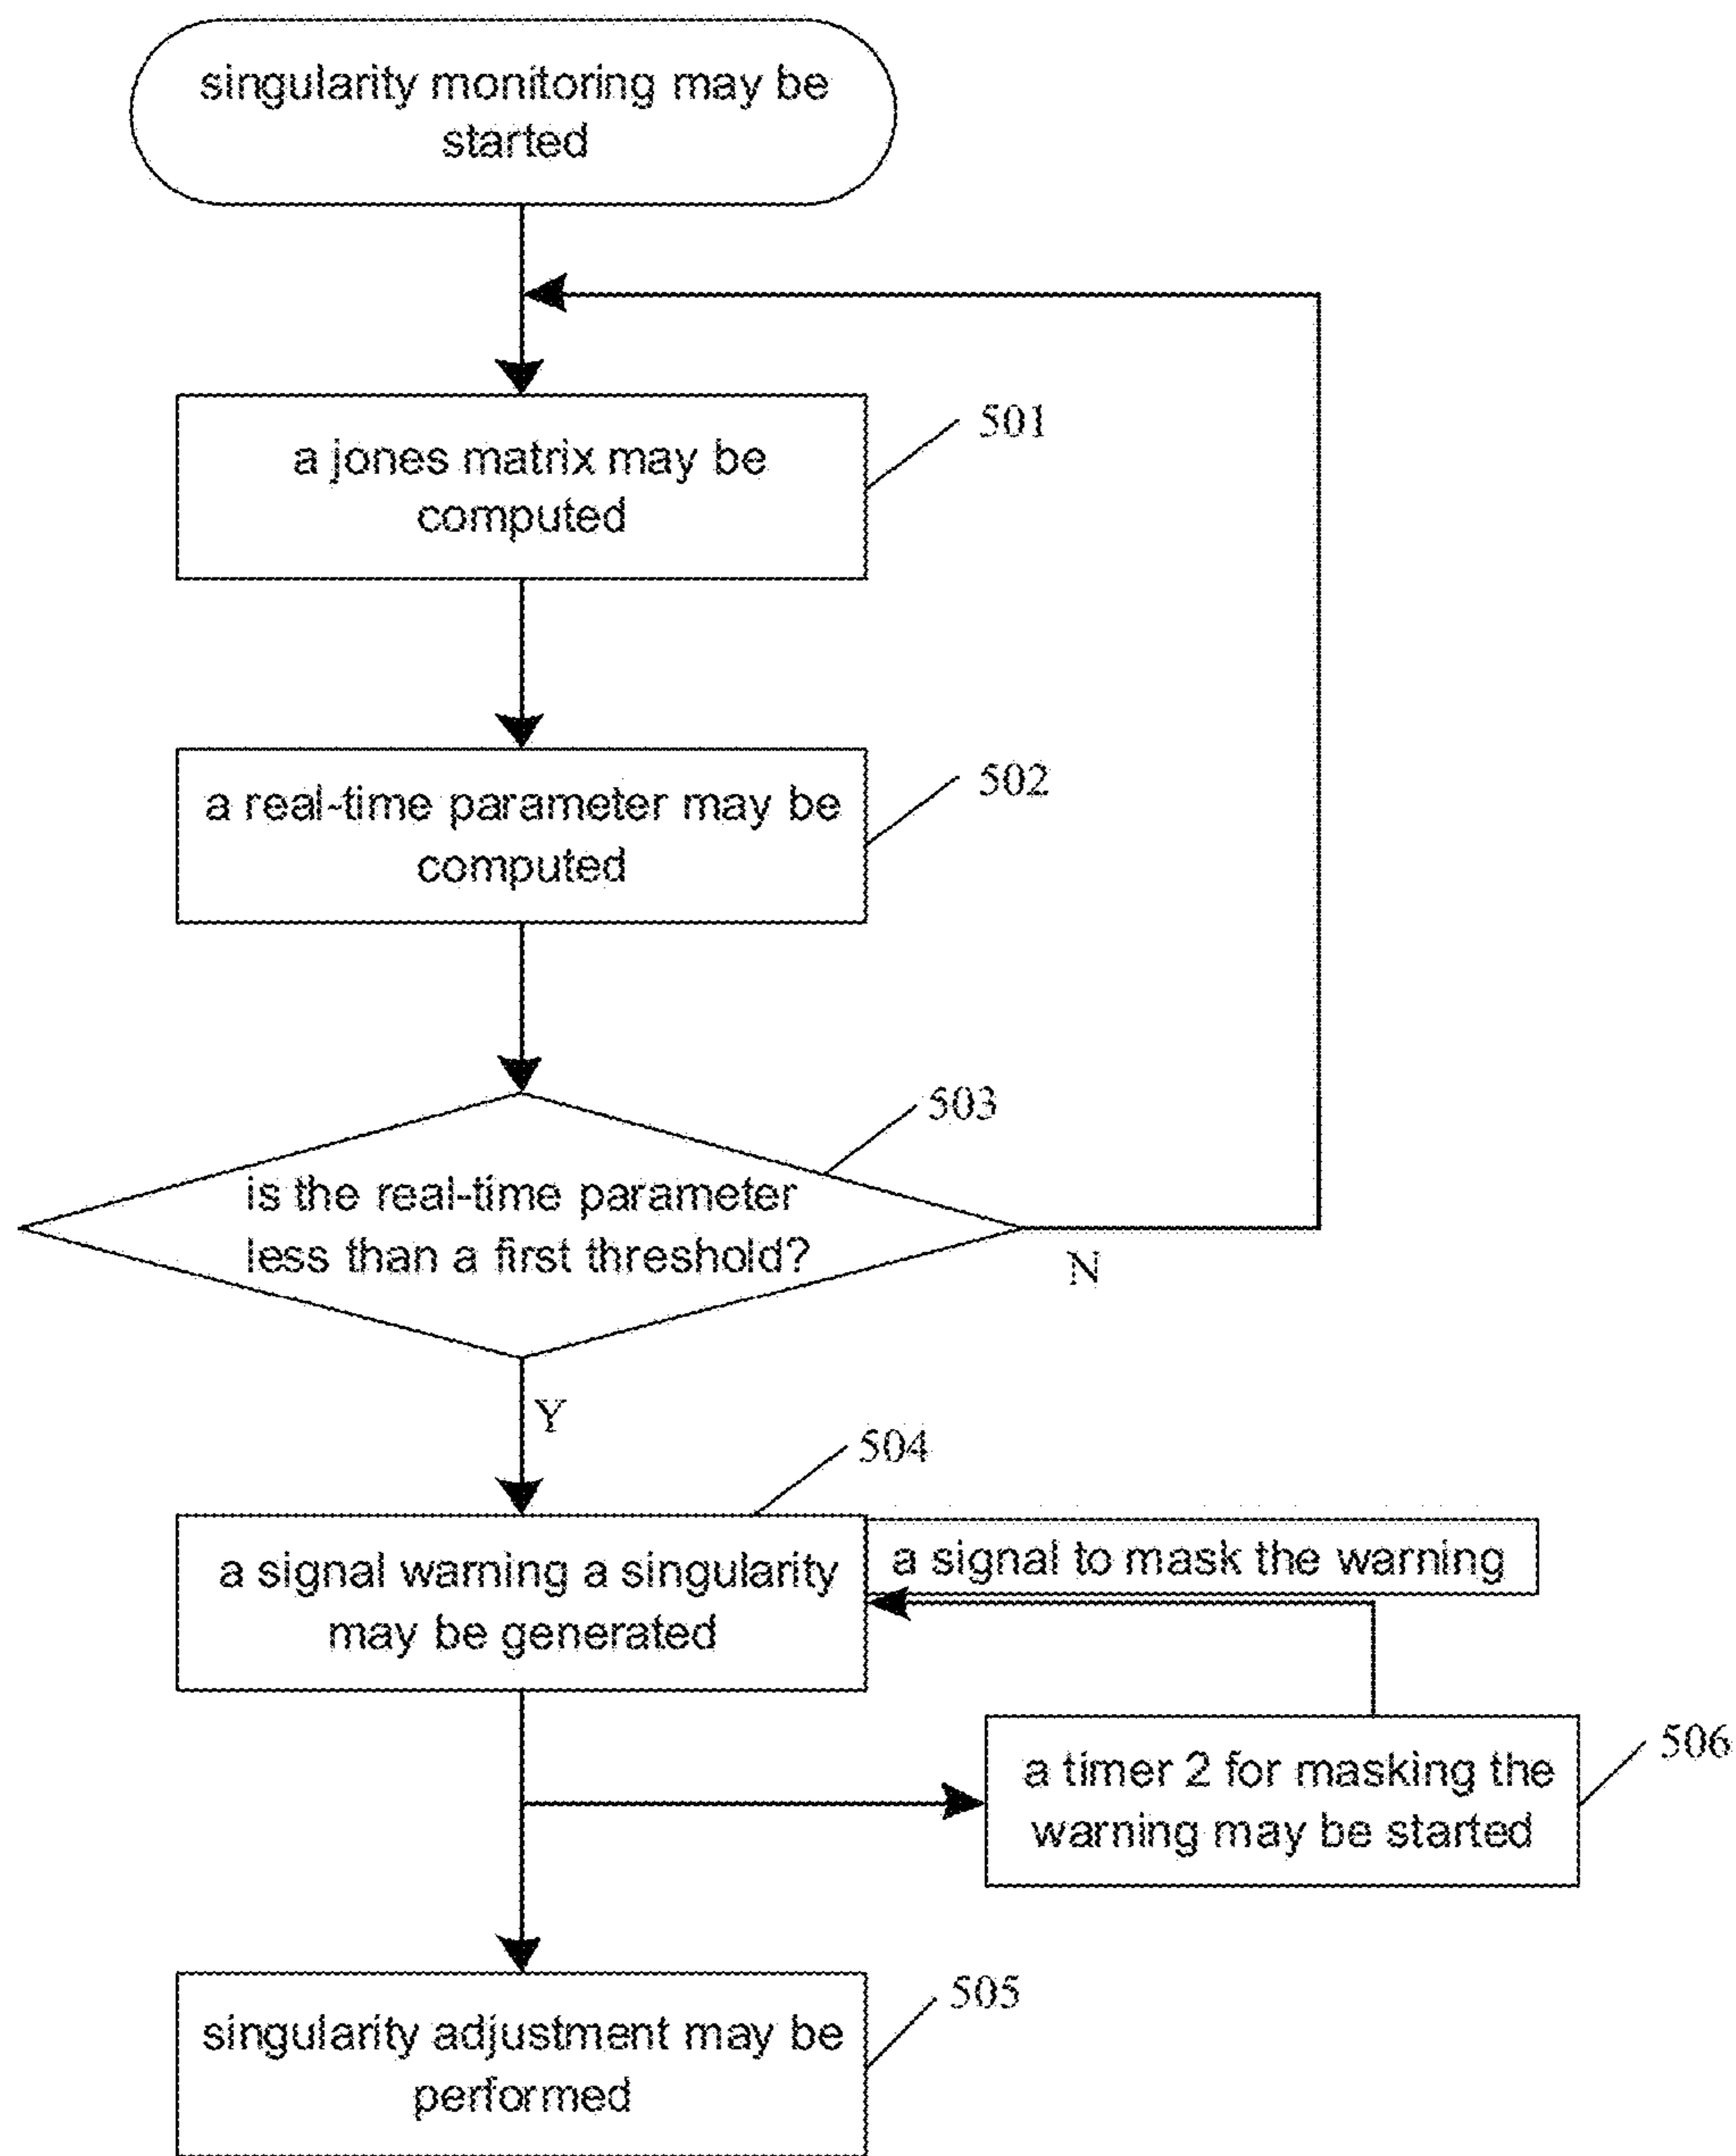 singularity monitoring may be
started
501
a jones matrix may be
computed
502
a real-time parameter may be
computed
503
is the real-time parameter
less than a first threshold?
N
Y
504
a signal warning a singularity
may be generated
a signal to mask the warning
506
a timer 2 for masking the
warning may be started
505
singularity adjustment may be
performed